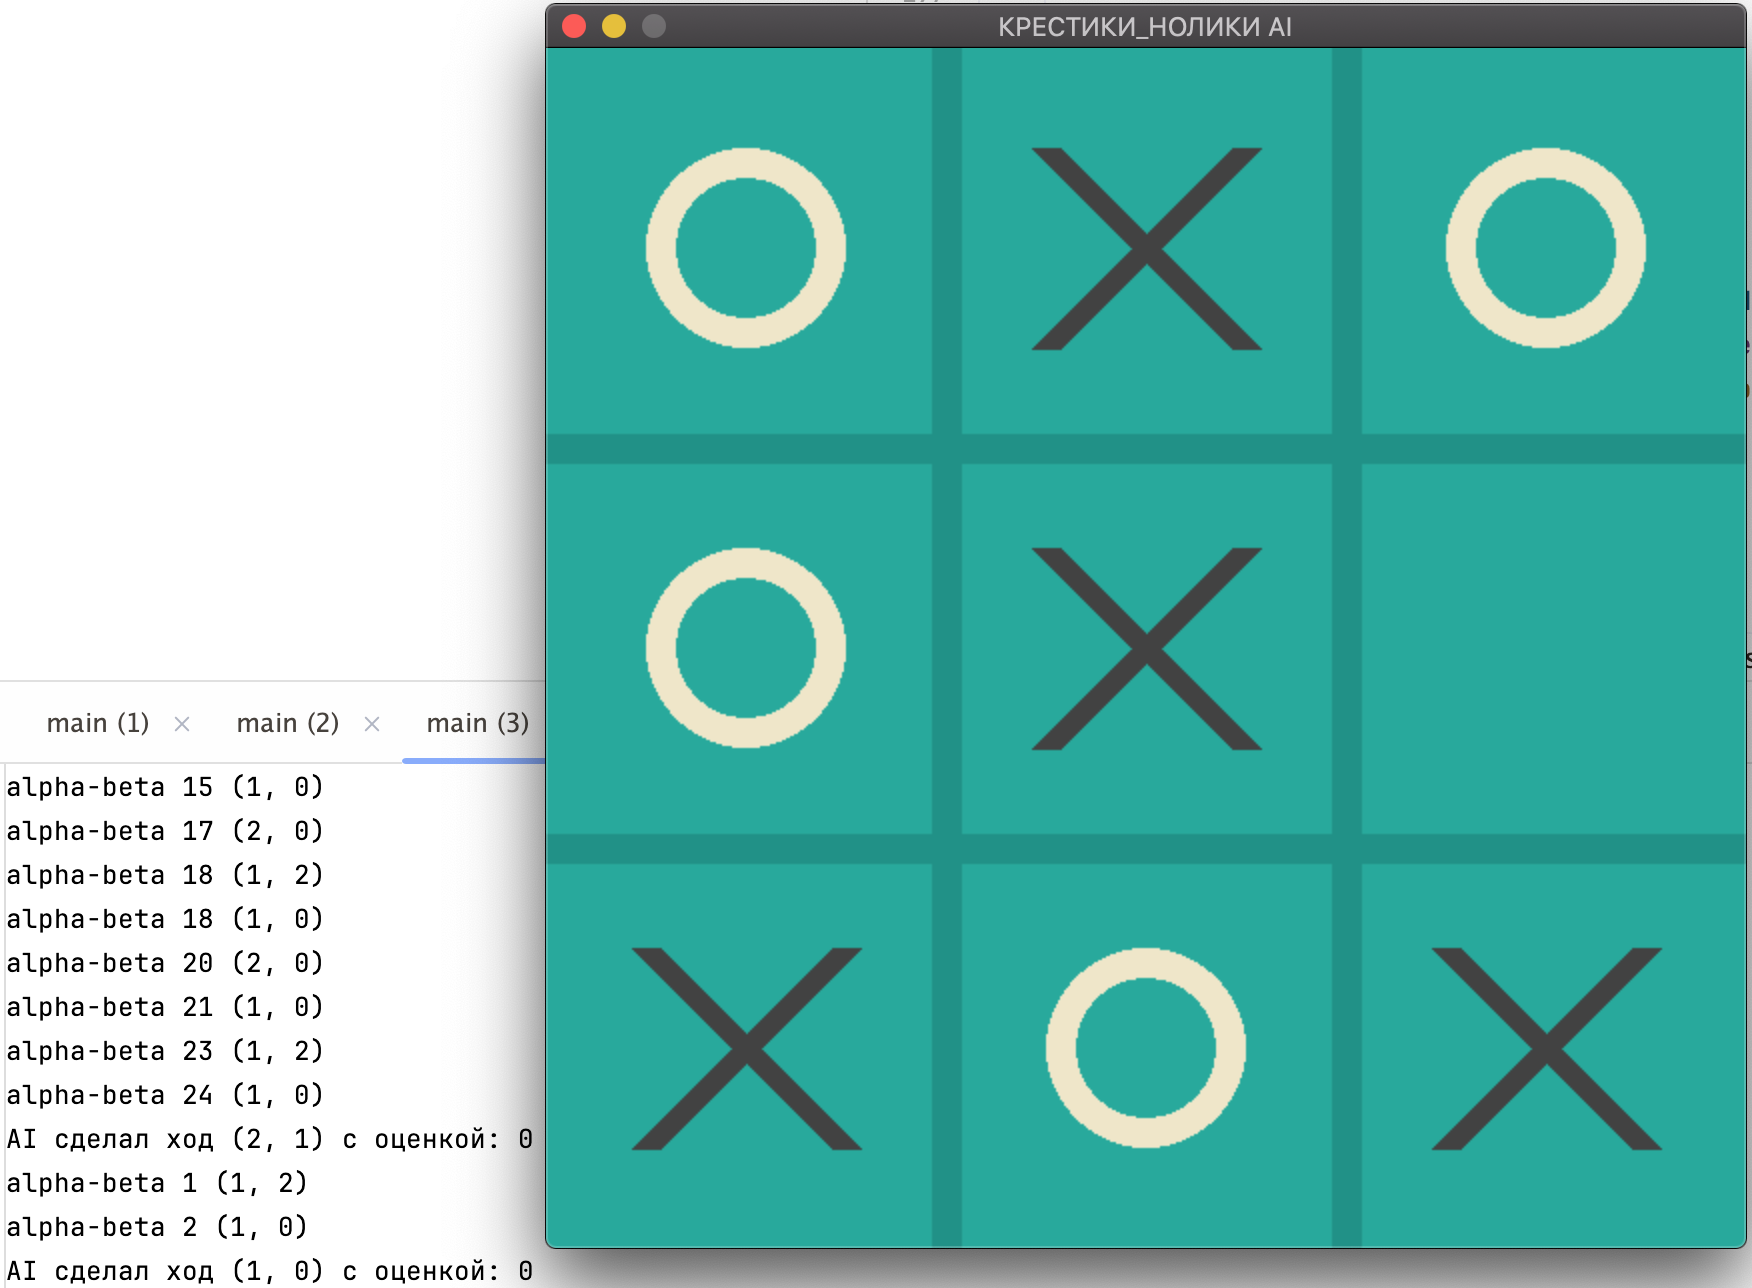 КРЕСТИКИ_НОЛИКИ AI
main (1) × main (2) × main (3)
alpha-beta 15 (1, 0)
alpha-beta 17 (2, 0)
alpha-beta 18 (1, 2)
alpha-beta 18 (1, 0)
alpha-beta 20 (2, 0)
alpha-beta 21 (1, 0)
alpha-beta 23 (1, 2)
alpha-beta 24 (1, 0)
AI сделал ход (2, 1) с оценкой: 0
alpha-beta 1 (1, 2)
alpha-beta 2 (1, 0)
AI сделал ход (1, 0) с оценкой: 0